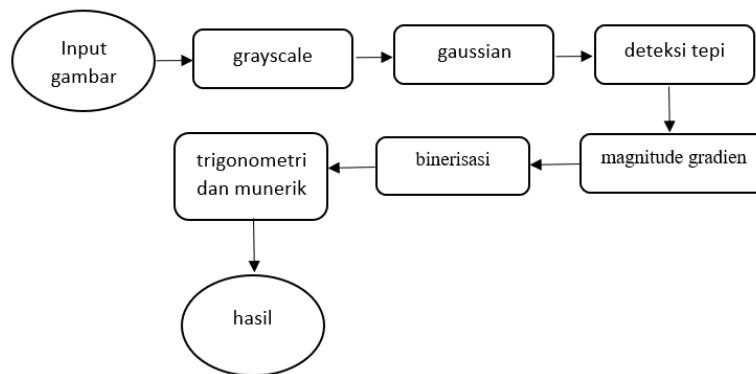 Input
gambar
grayscale
gaussian
deteksi tepi
magnitude gradien
binerisasi
trigonometri
dan munerik
hasil